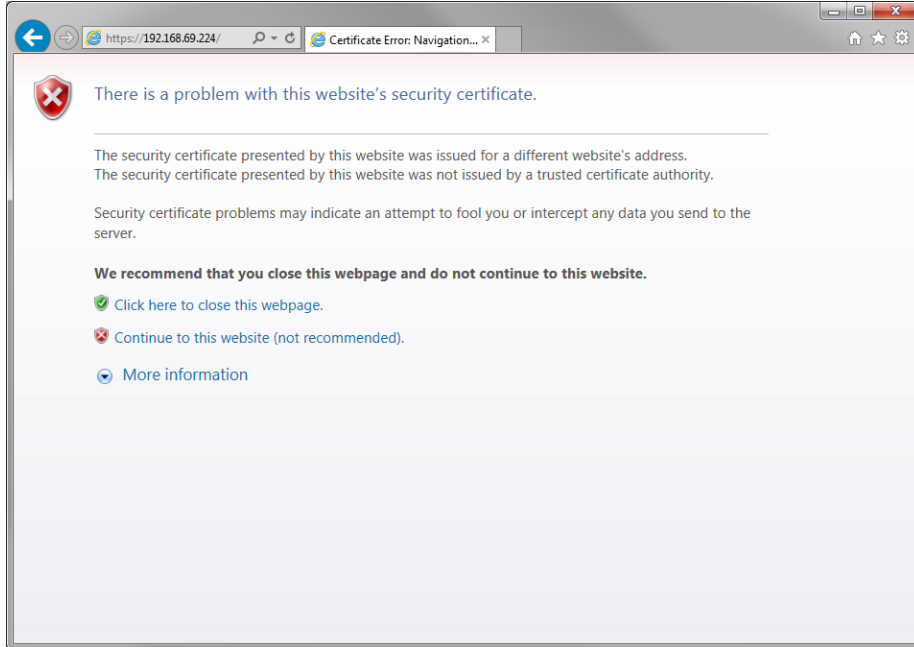 https://192.168.69.224/
Certificate Error: Navigation...
There is a problem with this website's security certificate.
The security certificate presented by this website was issued for a different website's address.
The security certificate presented by this website was not issued by a trusted certificate authority.
Security certificate problems may indicate an attempt to fool you or intercept any data you send to the
server.
We recommend that you close this webpage and do not continue to this website.
Click here to close this webpage.
Continue to this website (not recommended).
More information